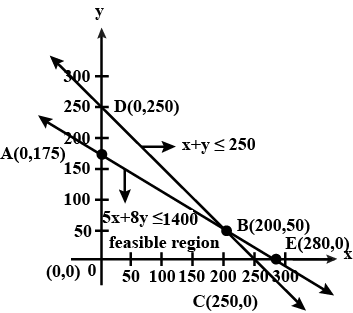 y
300
250
D(0,250)
200
x+y ≤ 250
A(0,175)
150
100
5x+8y ≤1400
50
feasible region
B(200,50)
E(280,0)
x
(0,0) 0
50 100 150 200 250 300
C(250,0)